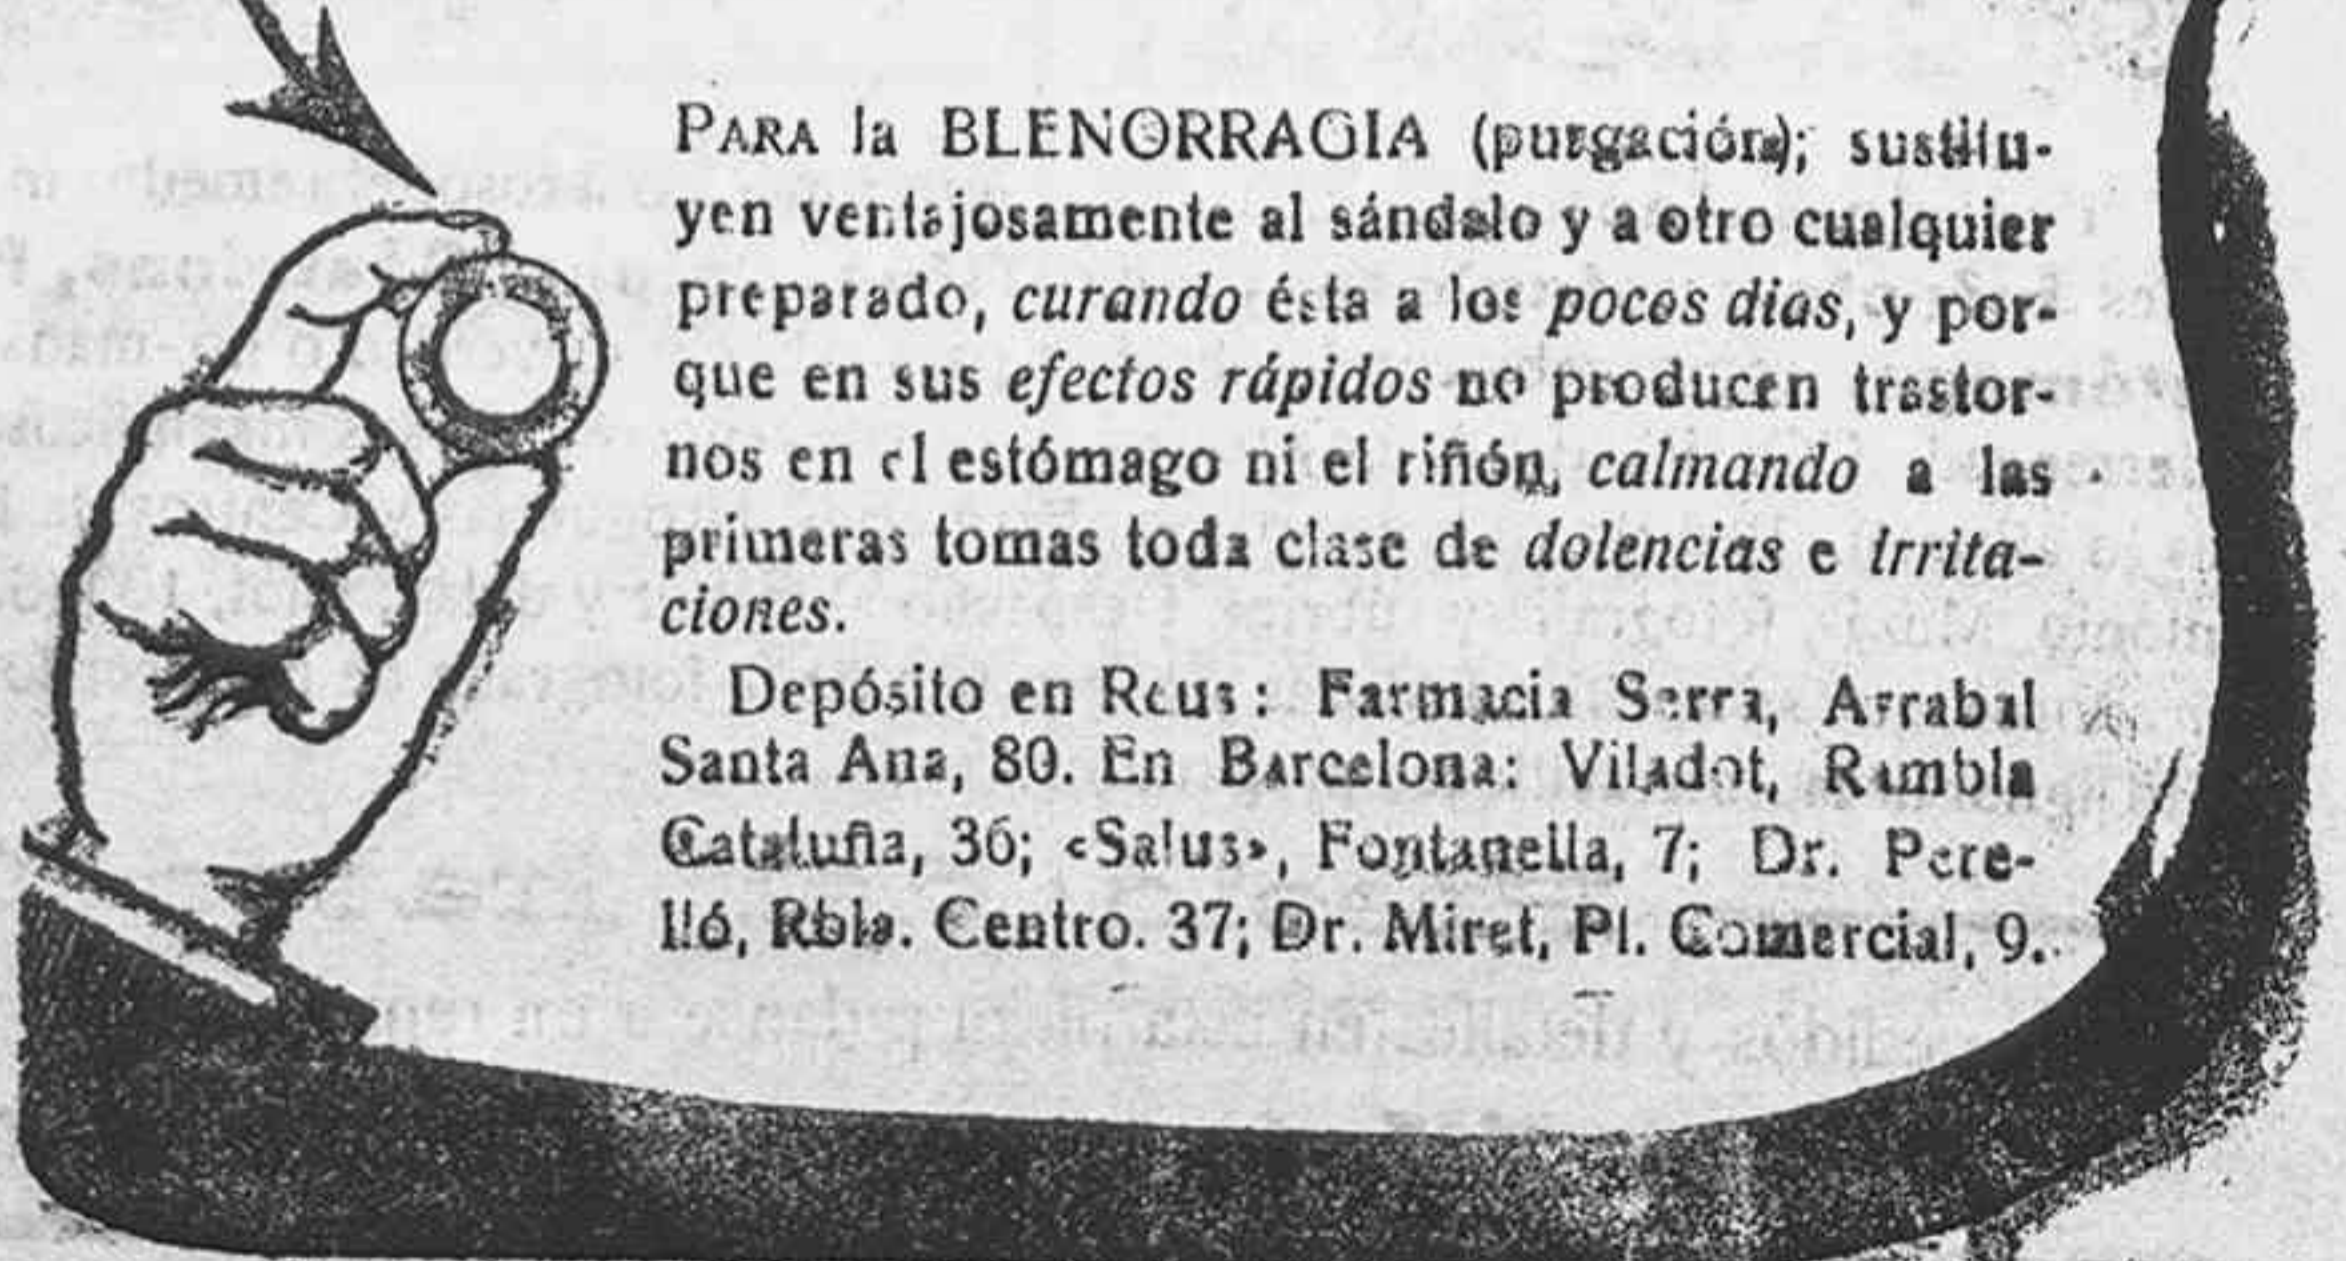 PARA la BLENORRAGIA (purgación); sustitu-
yen ventajosamente al sándalo y a otro cualquier
preparado, curando ésta a los pocos dias, y por-
que en sus efectos rápidos no producen trastor-
nos en el estómago ni el riñón, calmando a las
primeras tomas toda clase de dolencias e irrita-
ciones.
Depósito en Reus: Farmacia Serra, Arrabal
Santa Ana, 80. En Barcelona: Viladot, Rambla
Cataluña, 36; «Salus», Fontanella, 7; Dr. Pere-
lló, Rbla. Centro. 37; Dr. Miret, Pl. Comercial, 9.